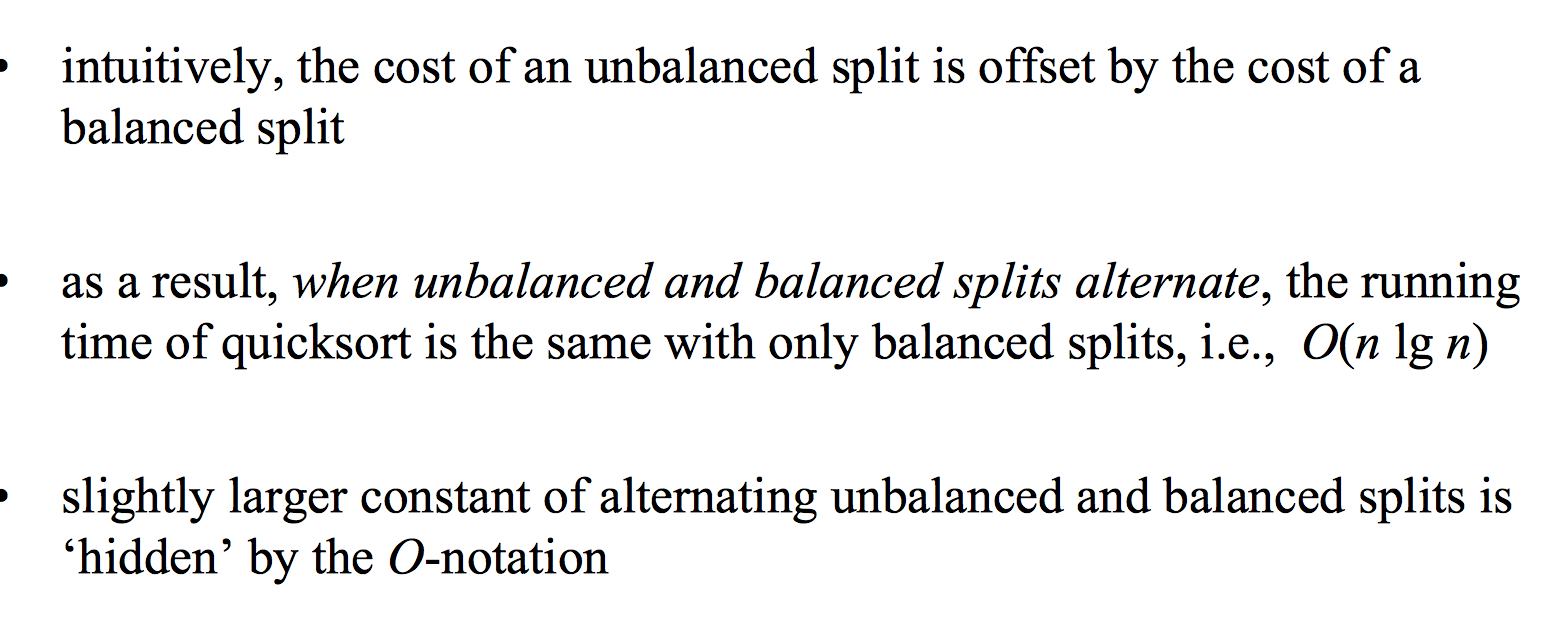 • intuitively, the cost of an unbalanced split is offset by the cost of a
balanced split
• as a result, when unbalanced and balanced splits alternate, the running
time of quicksort is the same with only balanced splits, i.e., O(n lg n)
• slightly larger constant of alternating unbalanced and balanced splits is
‘hidden’ by the O-notation